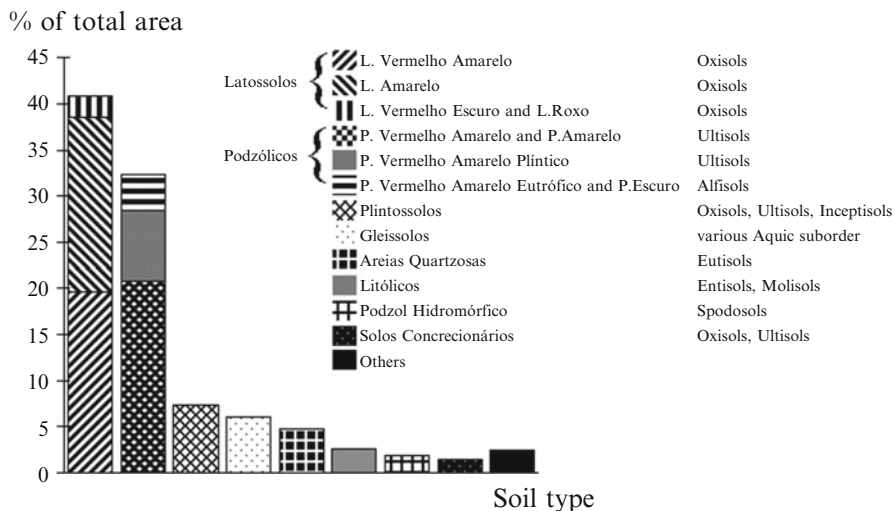 % of total area
45
40
35
30
25
20
15
10
5
0
Soil type
Latossolos
L. Vermelho Amarelo Oxisols
L. Amarelo Oxisols
L. Vermelho Escuro and L.Roxo Oxisols
Podzólicos
P. Vermelho Amarelo and P.Amarelo Ultisols
P. Vermelho Amarelo Plíntico Ultisols
P. Vermelho Amarelo Eutrófico and P.Escuro Alfisols
Plintossolos Oxisols, Ultisols, Inceptisols
Gleissolos various Aquic suborder
Areias Quartzosas Eutisols
Litólicos Entisols, Molisols
Podzol Hidromórfico Spodosols
Solos Concrecionários Oxisols, Ultisols
Others